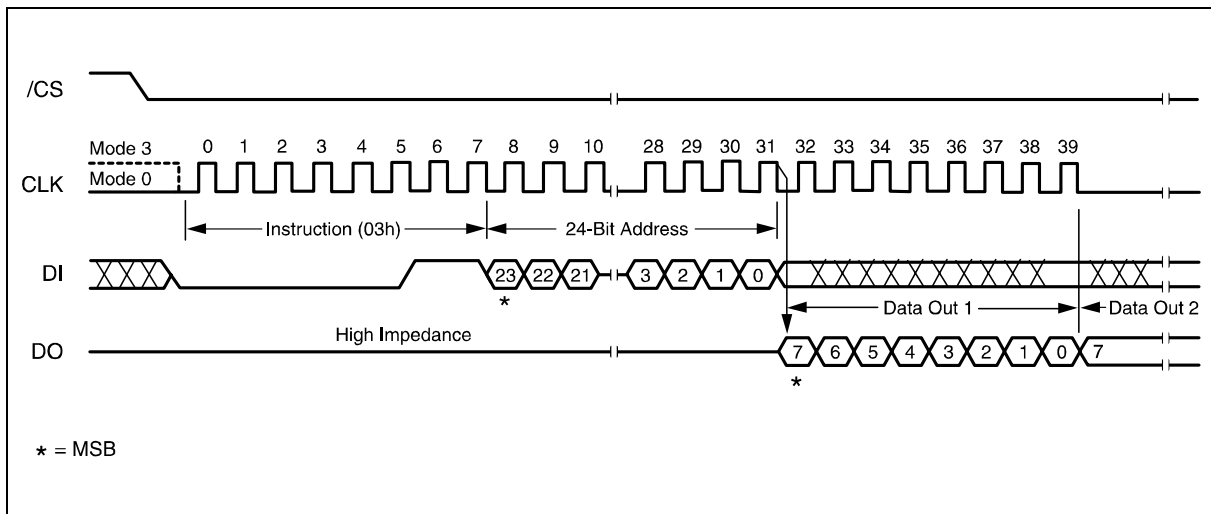 /CS
Mode 3
0 1 2 3 4 5 6 7 8 9 10 28 29 30 31 32 33 34 35 36 37 38 39
CLK
Mode 0
Instruction (03h) 24-Bit Address
DI 23 22 21 3 2 1 0
*
Data Out 1 Data Out 2
High Impedance
DO 7 6 5 4 3 2 1 0 7
*
* = MSB